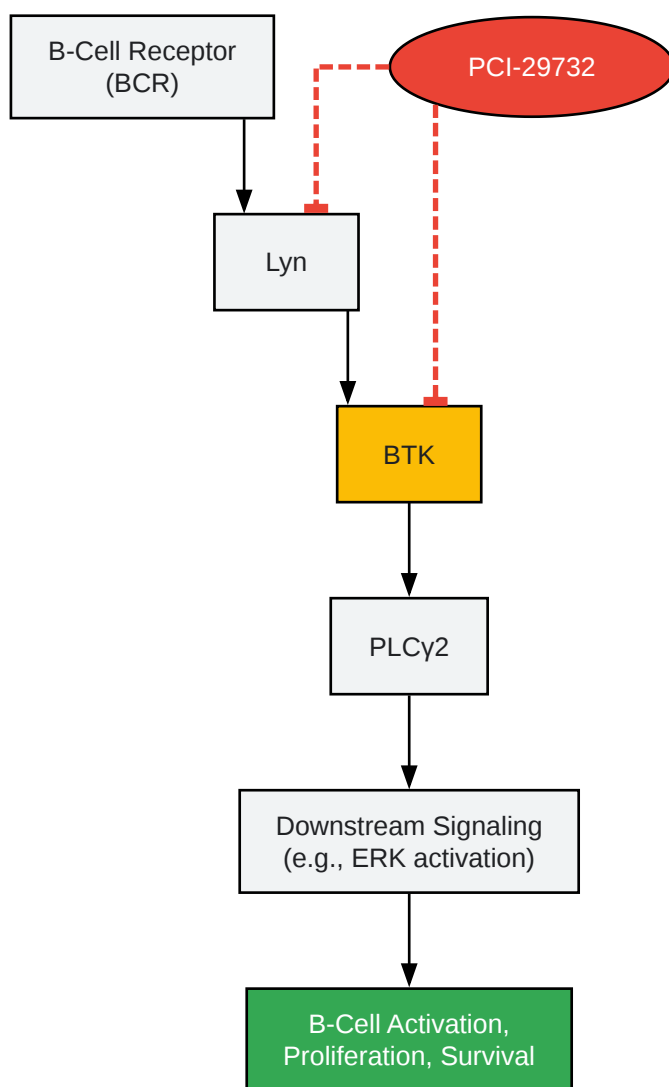 B-Cell Receptor
(BCR)
PCI-29732
Lyn
BTK
PLCγ2
Downstream Signaling
(e.g., ERK activation)
B-Cell Activation,
Proliferation, Survival